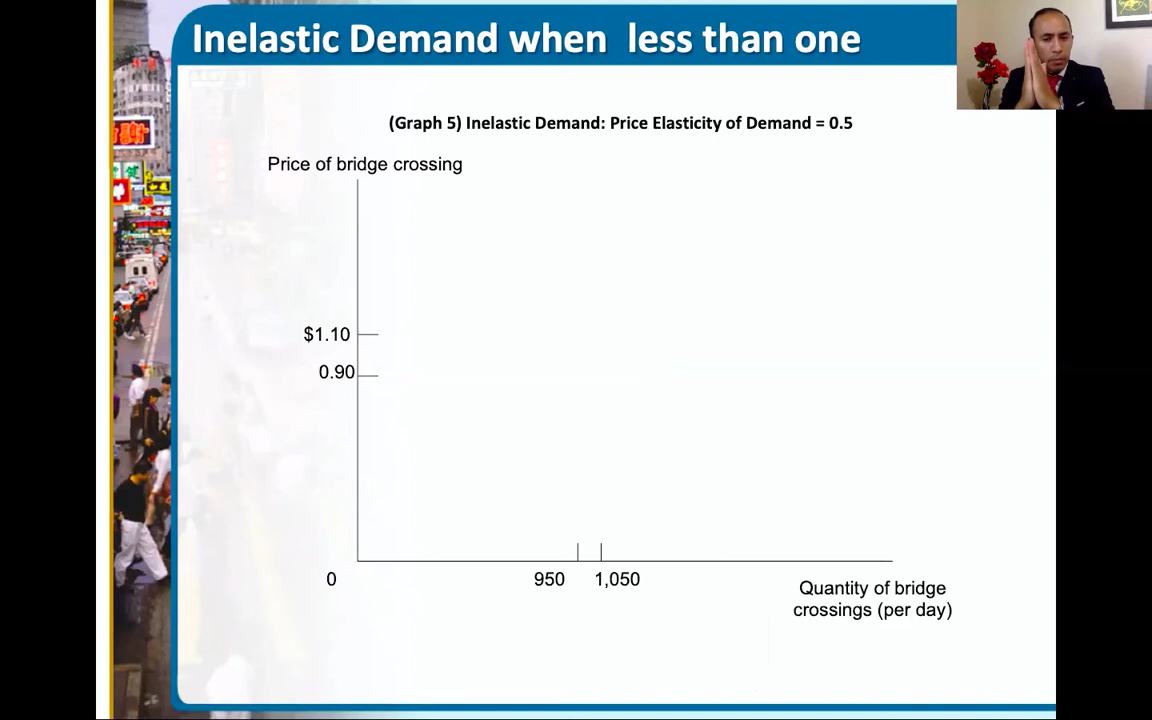 Inelastic Demand when less than one
(Graph 5) Inelastic Demand: Price Elasticity of Demand = 0.5
Price of bridge crossing
$1.10
0.90
0
950
1,050
Quantity of bridge
crossings (per day)